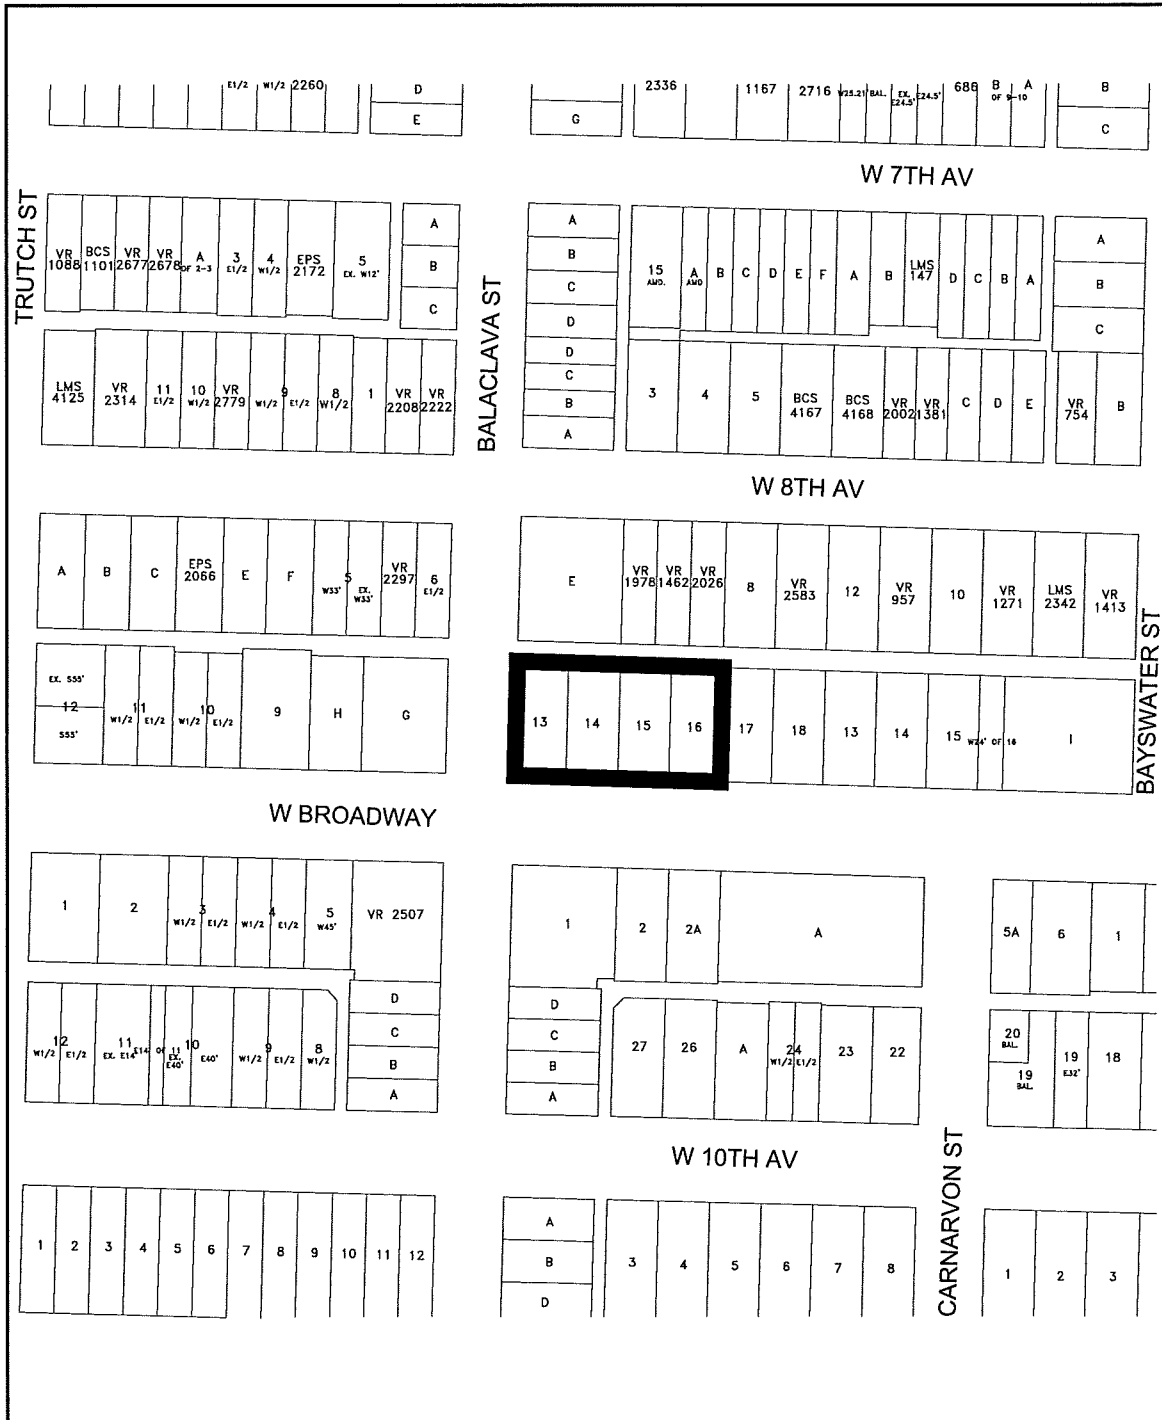 E1/2 W1/2 2260 D
E
G
2336 1167 2716 W25.21' BAL. EX. E24.5' E24.5' 686 B A
OF 9-10
B
C
W 7TH AV
TRUTCH ST
VR 1088 BCS 1101 VR 2677 VR 2678 A OF 2-3 3 E1/2 4 W1/2 EPS 2172 5 EX. W12'
A
B
C
BALACLAVA ST
A
B
C
D
D
C
B
A
15 AMD. A AMD B C D E F A B LMS 147 D C B A
A
B
C
LMS 4125 VR 2314 11 E1/2 10 W1/2 VR 2779 9 W1/2 E1/2 8 W1/2 1 VR 2208 VR 2222
3 4 5 BCS 4167 BCS 4168 VR 2002 VR 1381 C D E VR 754 B
W 8TH AV
A B C EPS 2066 E F 5 W33' EX. W33' VR 2297 6 E1/2
E VR 1978 VR 1462 VR 2026 8 VR 2583 12 VR 957 10 VR 1271 LMS 2342 VR 1413
BAYSWATER ST
EX. S55'
12
S55'
11 W1/2 E1/2 10 W1/2 E1/2 9 H G
13 14 15 16 17 18 13 14 15 W24' OF 16 I
W BROADWAY
1 2 3 W1/2 E1/2 4 W1/2 E1/2 5 W45' VR 2507
1 2 2A A
5A 6 1
D
C
B
A
D
C
B
A
12 W1/2 E1/2 11 EX. E14' E14' OF 11 10 EX. E40' E40' 9 W1/2 E1/2 8 W1/2
27 26 A 24 W1/2 E1/2 23 22
20 BAL.
19 BAL.
19 E32'
18
W 10TH AV
CARNARVON ST
1 2 3 4 5 6 7 8 9 10 11 12
A
B
D
3 4 5 6 7 8
1 2 3